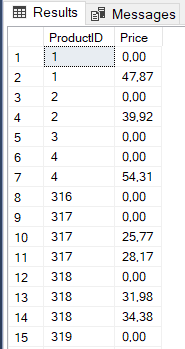 Results Messages
ProductID Price
1 1 0,00
2 1 47,87
3 2 0,00
4 2 39,92
5 3 0,00
6 4 0,00
7 4 54,31
8 316 0,00
9 317 0,00
10 317 25,77
11 317 28,17
12 318 0,00
13 318 31,98
14 318 34,38
15 319 0,00